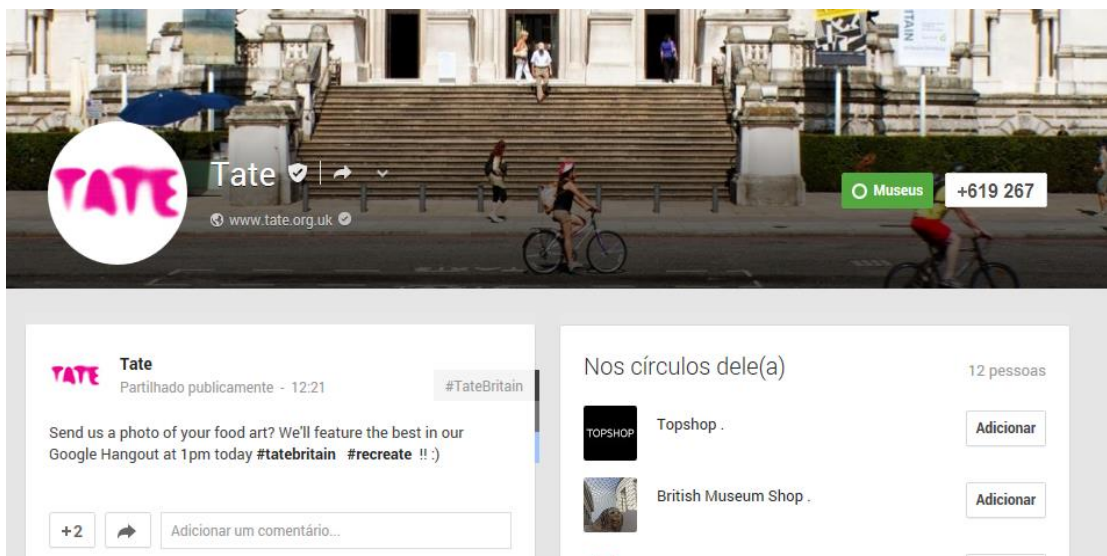 TAIN
TATE
Tate
www.tate.org.uk
Museus
+619 267
TATE
Tate
Partilhado publicamente - 12:21
#TateBritain
Send us a photo of your food art? We'll feature the best in our
Google Hangout at 1pm today #tatebritain #recreate !! :)
+2
Adicionar um comentário...
Nos círculos dele(a)
12 pessoas
TOPSHOP
Topshop .
Adicionar
British Museum Shop .
Adicionar